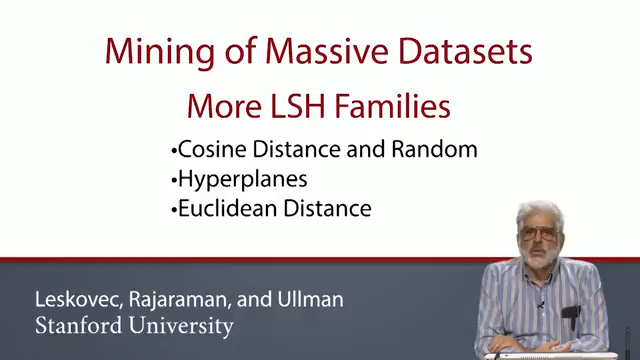 Mining of Massive Datasets
More LSH Families
•Cosine Distance and Random
•Hyperplanes
•Euclidean Distance
Leskovec, Rajaraman, and Ullman
Stanford University